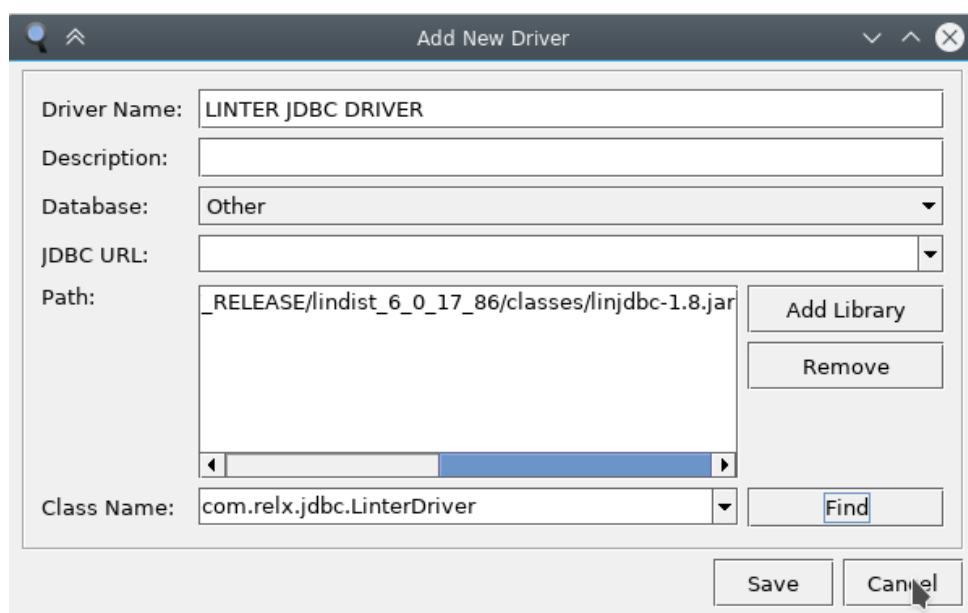 Add New Driver
Driver Name: LINTER JDBC DRIVER
Description:
Database: Other
JDBC URL:
Path: _RELEASE/lindist_6_0_17_86/classes/linjdbc-1.8.jar
Add Library
Remove
Class Name: com.relx.jdbc.LinterDriver Find
Save Cancel